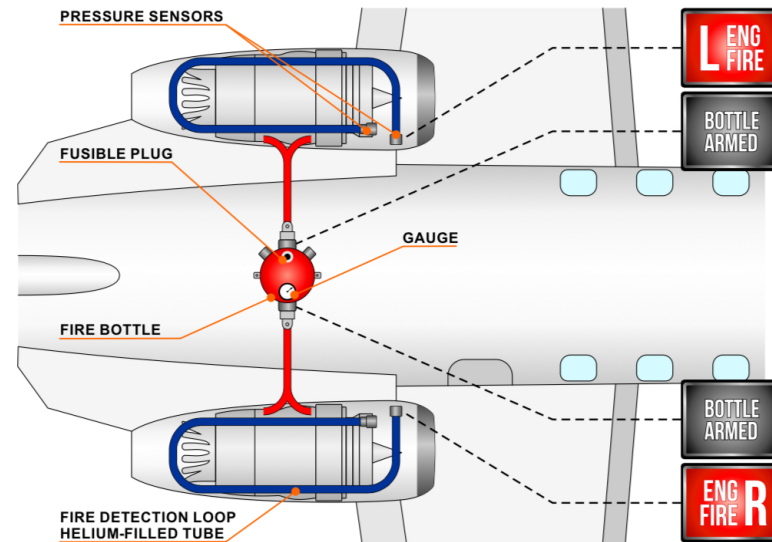 PRESSURE SENSORS
L ENG
FIRE
BOTTLE
ARMED
FUSIBLE PLUG
GAUGE
FIRE BOTTLE
BOTTLE
ARMED
ENG
FIRE R
FIRE DETECTION LOOP
HELIUM-FILLED TUBE